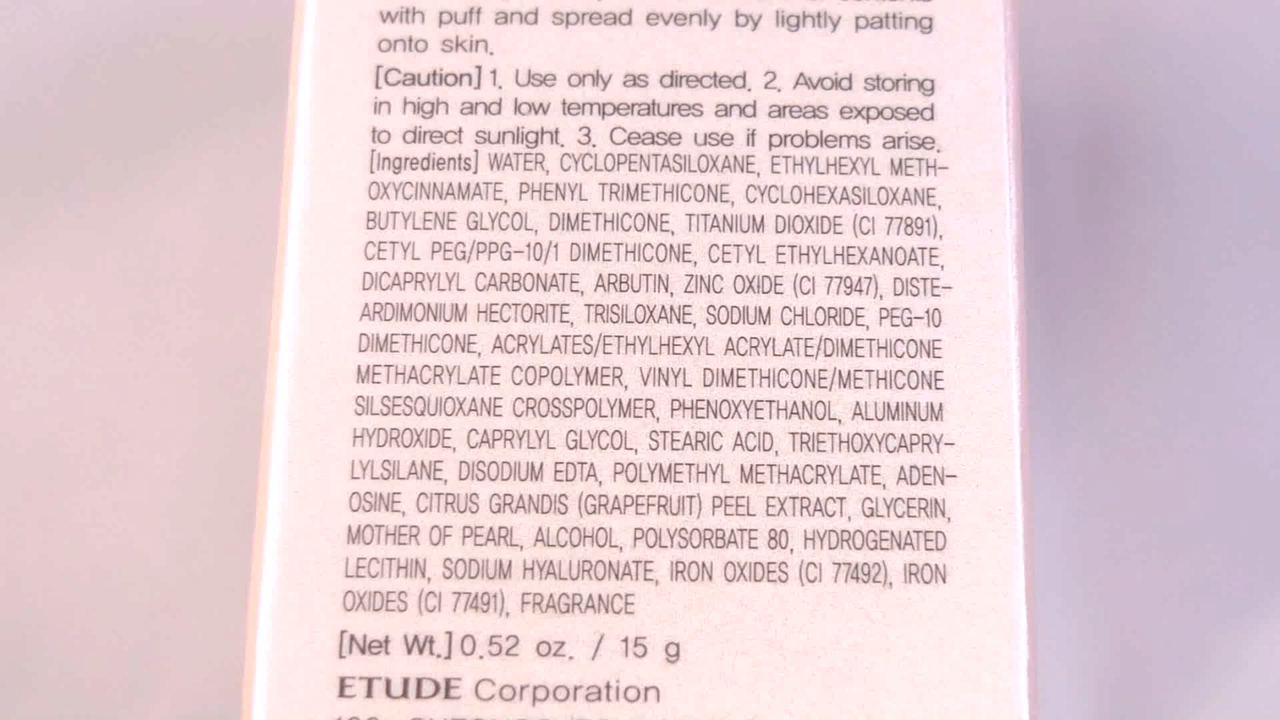 with puff and spread evenly by lightly patting
onto skin.
[Caution] 1. Use only as directed. 2. Avoid storing
in high and low temperatures and areas exposed
to direct sunlight. 3. Cease use if problems arise.
[Ingredients] WATER, CYCLOPENTASILOXANE, ETHYLHEXYL METH-
OXYCINNAMATE, PHENYL TRIMETHICONE, CYCLOHEXASILOXANE,
BUTYLENE GLYCOL, DIMETHICONE, TITANIUM DIOXIDE (CI 77891),
CETYL PEG/PPG-10/1 DIMETHICONE, CETYL ETHYLHEXANOATE,
DICAPRYLYL CARBONATE, ARBUTIN, ZINC OXIDE (CI 77947), DISTE-
ARDIMONIUM HECTORITE, TRISILOXANE, SODIUM CHLORIDE, PEG-10
DIMETHICONE, ACRYLATES/ETHYLHEXYL ACRYLATE/DIMETHICONE
METHACRYLATE COPOLYMER, VINYL DIMETHICONE/METHICONE
SILSESQUIOXANE CROSSPOLYMER, PHENOXYETHANOL, ALUMINUM
HYDROXIDE, CAPRYLYL GLYCOL, STEARIC ACID, TRIETHOXYCAPRY-
LYLSILANE, DISODIUM EDTA, POLYMETHYL METHACRYLATE, ADEN-
OSINE, CITRUS GRANDIS (GRAPEFRUIT) PEEL EXTRACT, GLYCERIN,
MOTHER OF PEARL, ALCOHOL, POLYSORBATE 80, HYDROGENATED
LECITHIN, SODIUM HYALURONATE, IRON OXIDES (CI 77492), IRON
OXIDES (CI 77491), FRAGRANCE
[Net Wt.] 0.52 oz. / 15 g
ETUDE Corporation